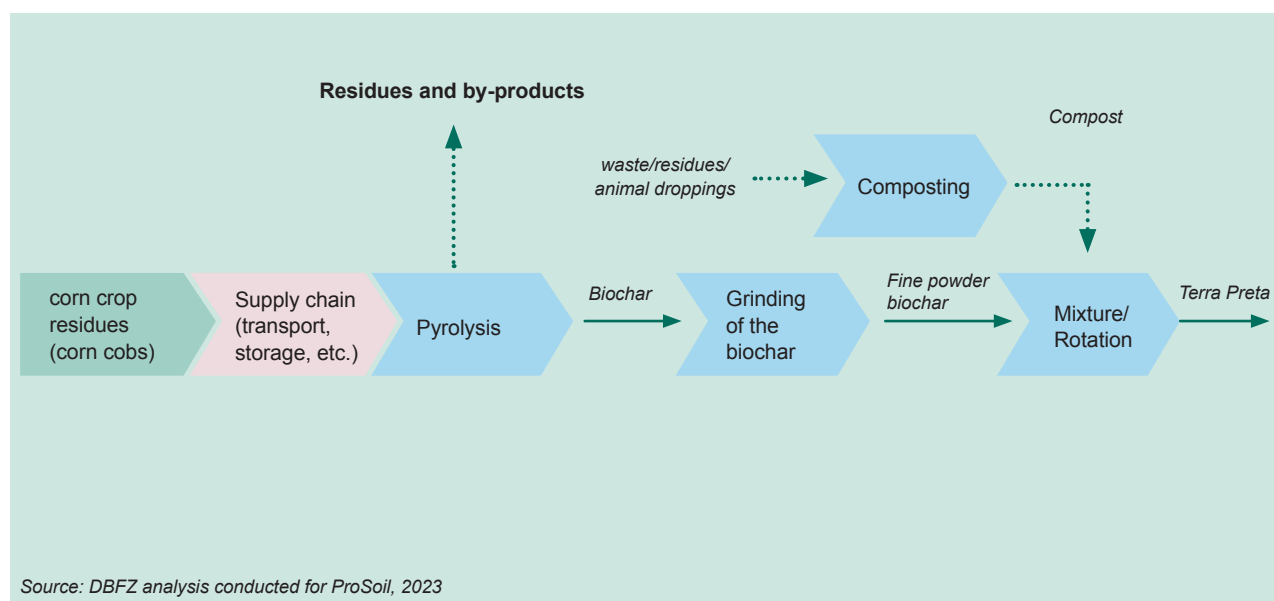 Residues and by-products
Compost
waste/residues/
animal droppings
Composting
corn crop
residues
(corn cobs)
Supply chain
(transport,
storage, etc.)
Pyrolysis
Biochar
Grinding
of the
biochar
Fine powder
biochar
Mixture/
Rotation
Terra Preta
Source: DBFZ analysis conducted for ProSoil, 2023